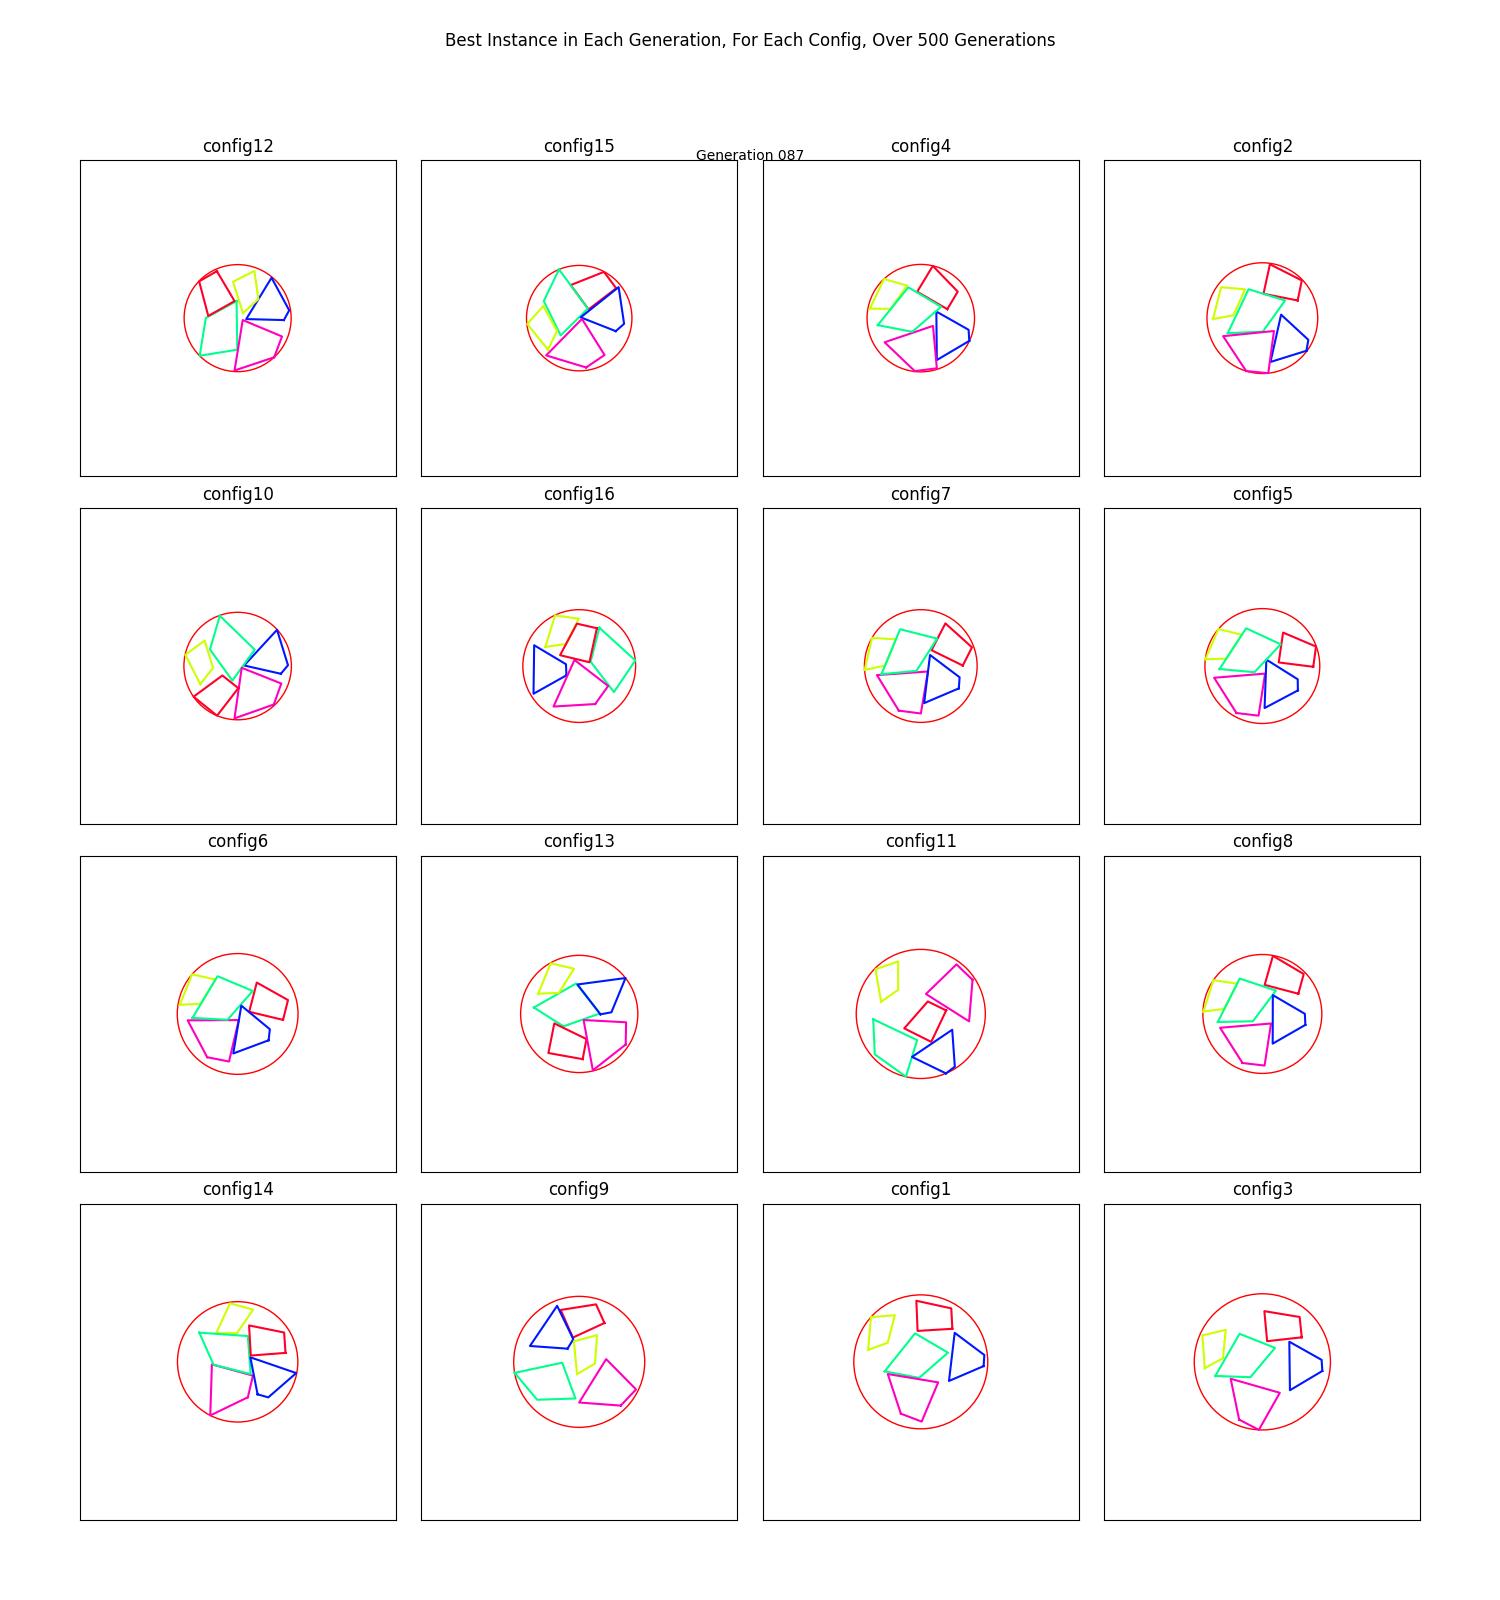 Best Instance in Each Generation, For Each Config, Over 500 Generations
Generation 087
config12
config15
config4
config2
config10
config16
config7
config5
config6
config13
config11
config8
config14
config9
config1
config3